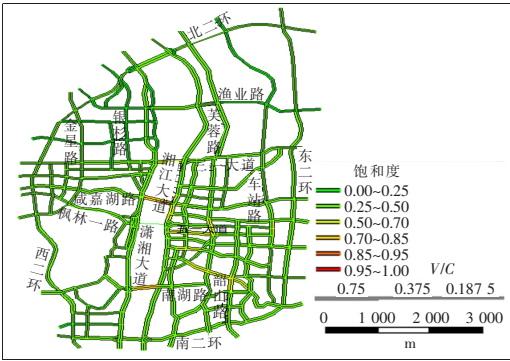 北二环
渔业路
银杉路
芙蓉路
金星路
湘江大道
三一大道
东二环
车站路
咸嘉湖路
枫林一路
五一大道
潇湘大道
西二环
韶山路
南湖路
南二环
饱和度
0.00~0.25
0.25~0.50
0.50~0.70
0.70~0.85
0.85~0.95
0.95~1.00
V/C
0.75 0.375 0.187 5
0 1 000 2 000 3 000
m